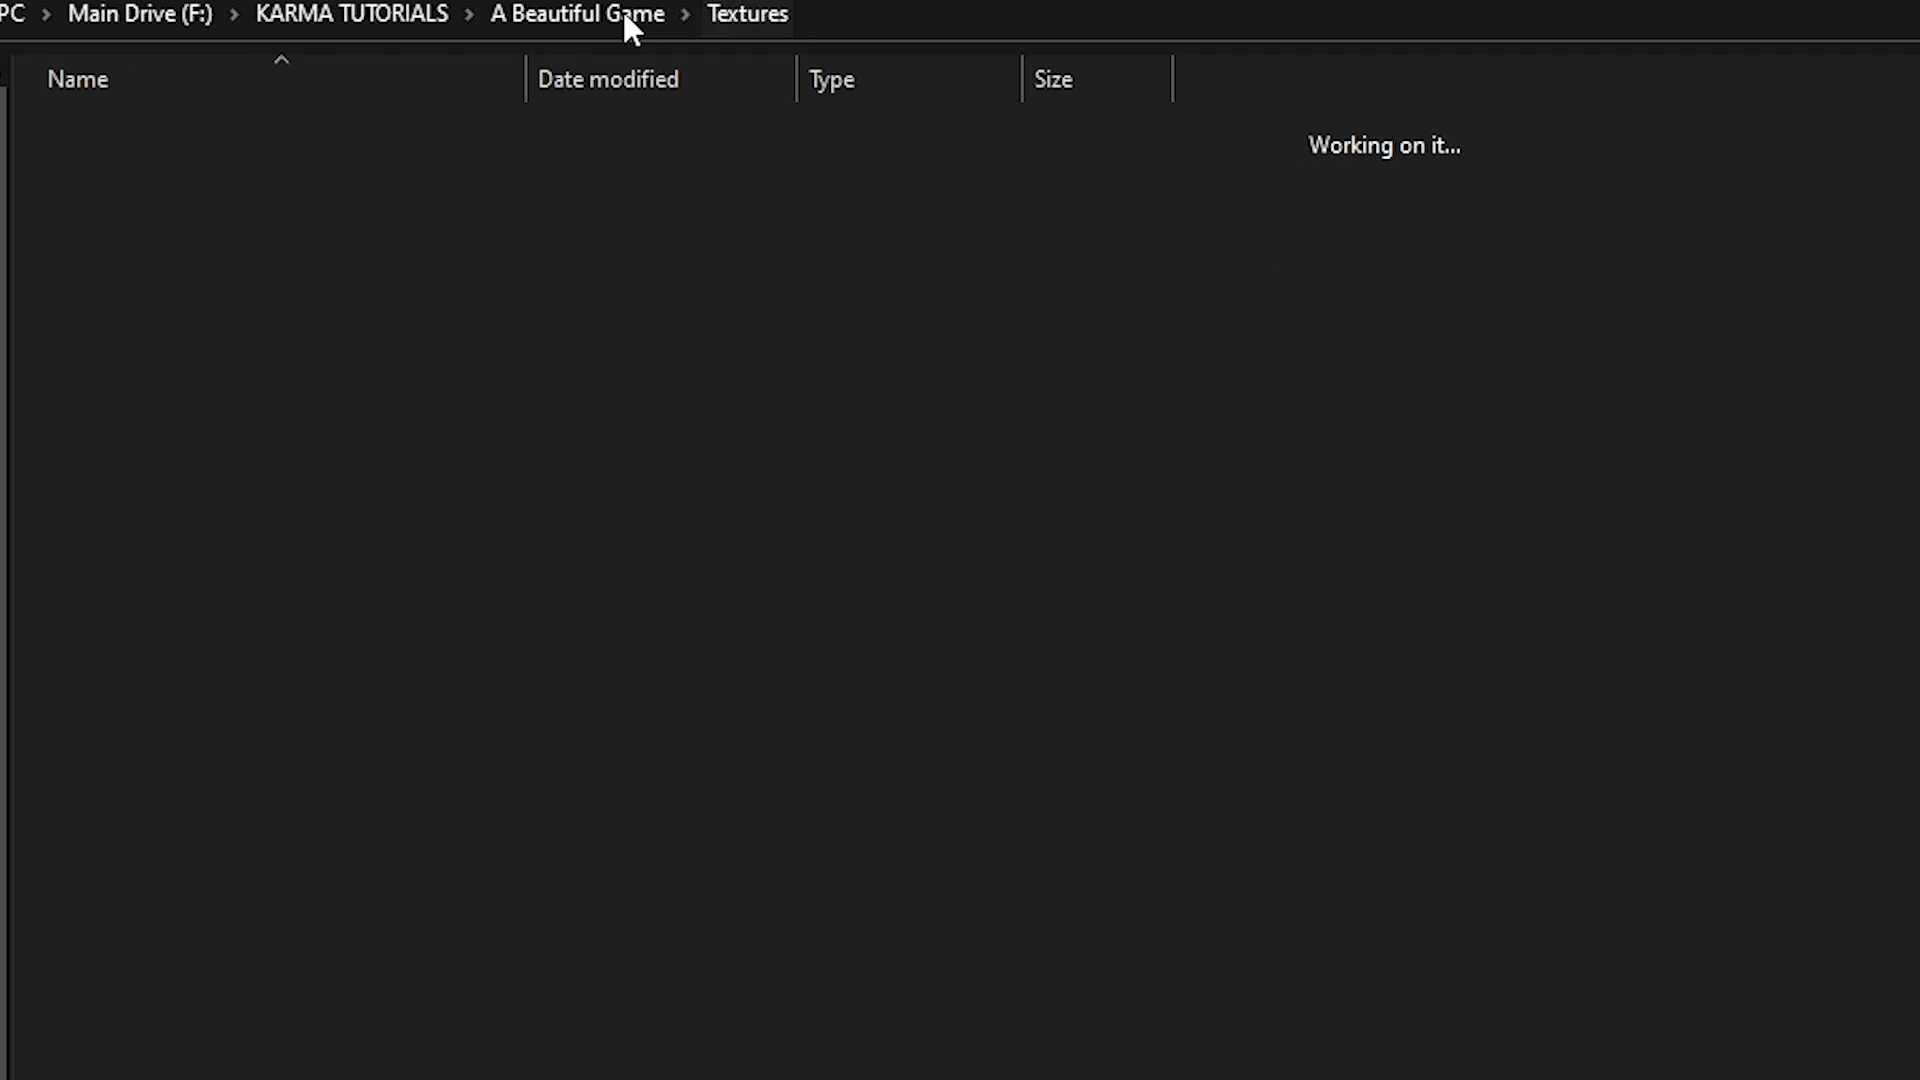 PC > Main Drive (F:) > KARMA TUTORIALS > A Beautiful Game > Textures
Name Date modified Type Size
Working on it...